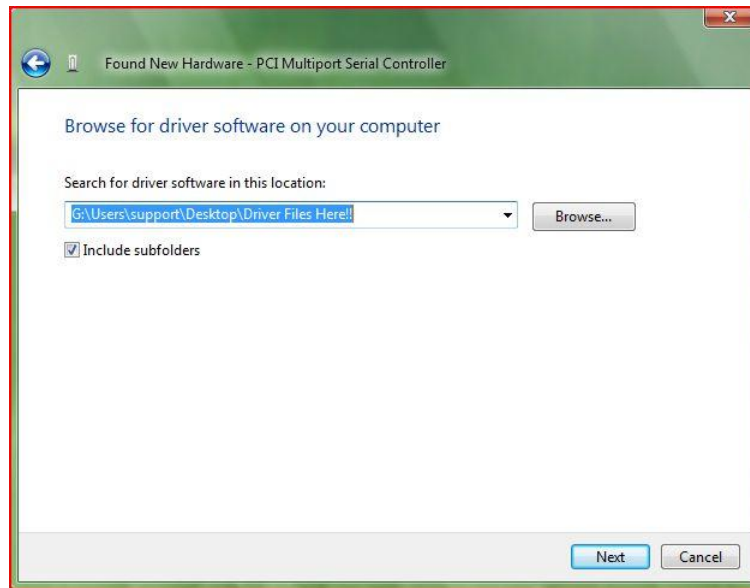 Found New Hardware - PCI Multiport Serial Controller
Browse for driver software on your computer
Search for driver software in this location:
G:\Users\support\Desktop\Driver Files Here!!
Browse...
Include subfolders
Next
Cancel